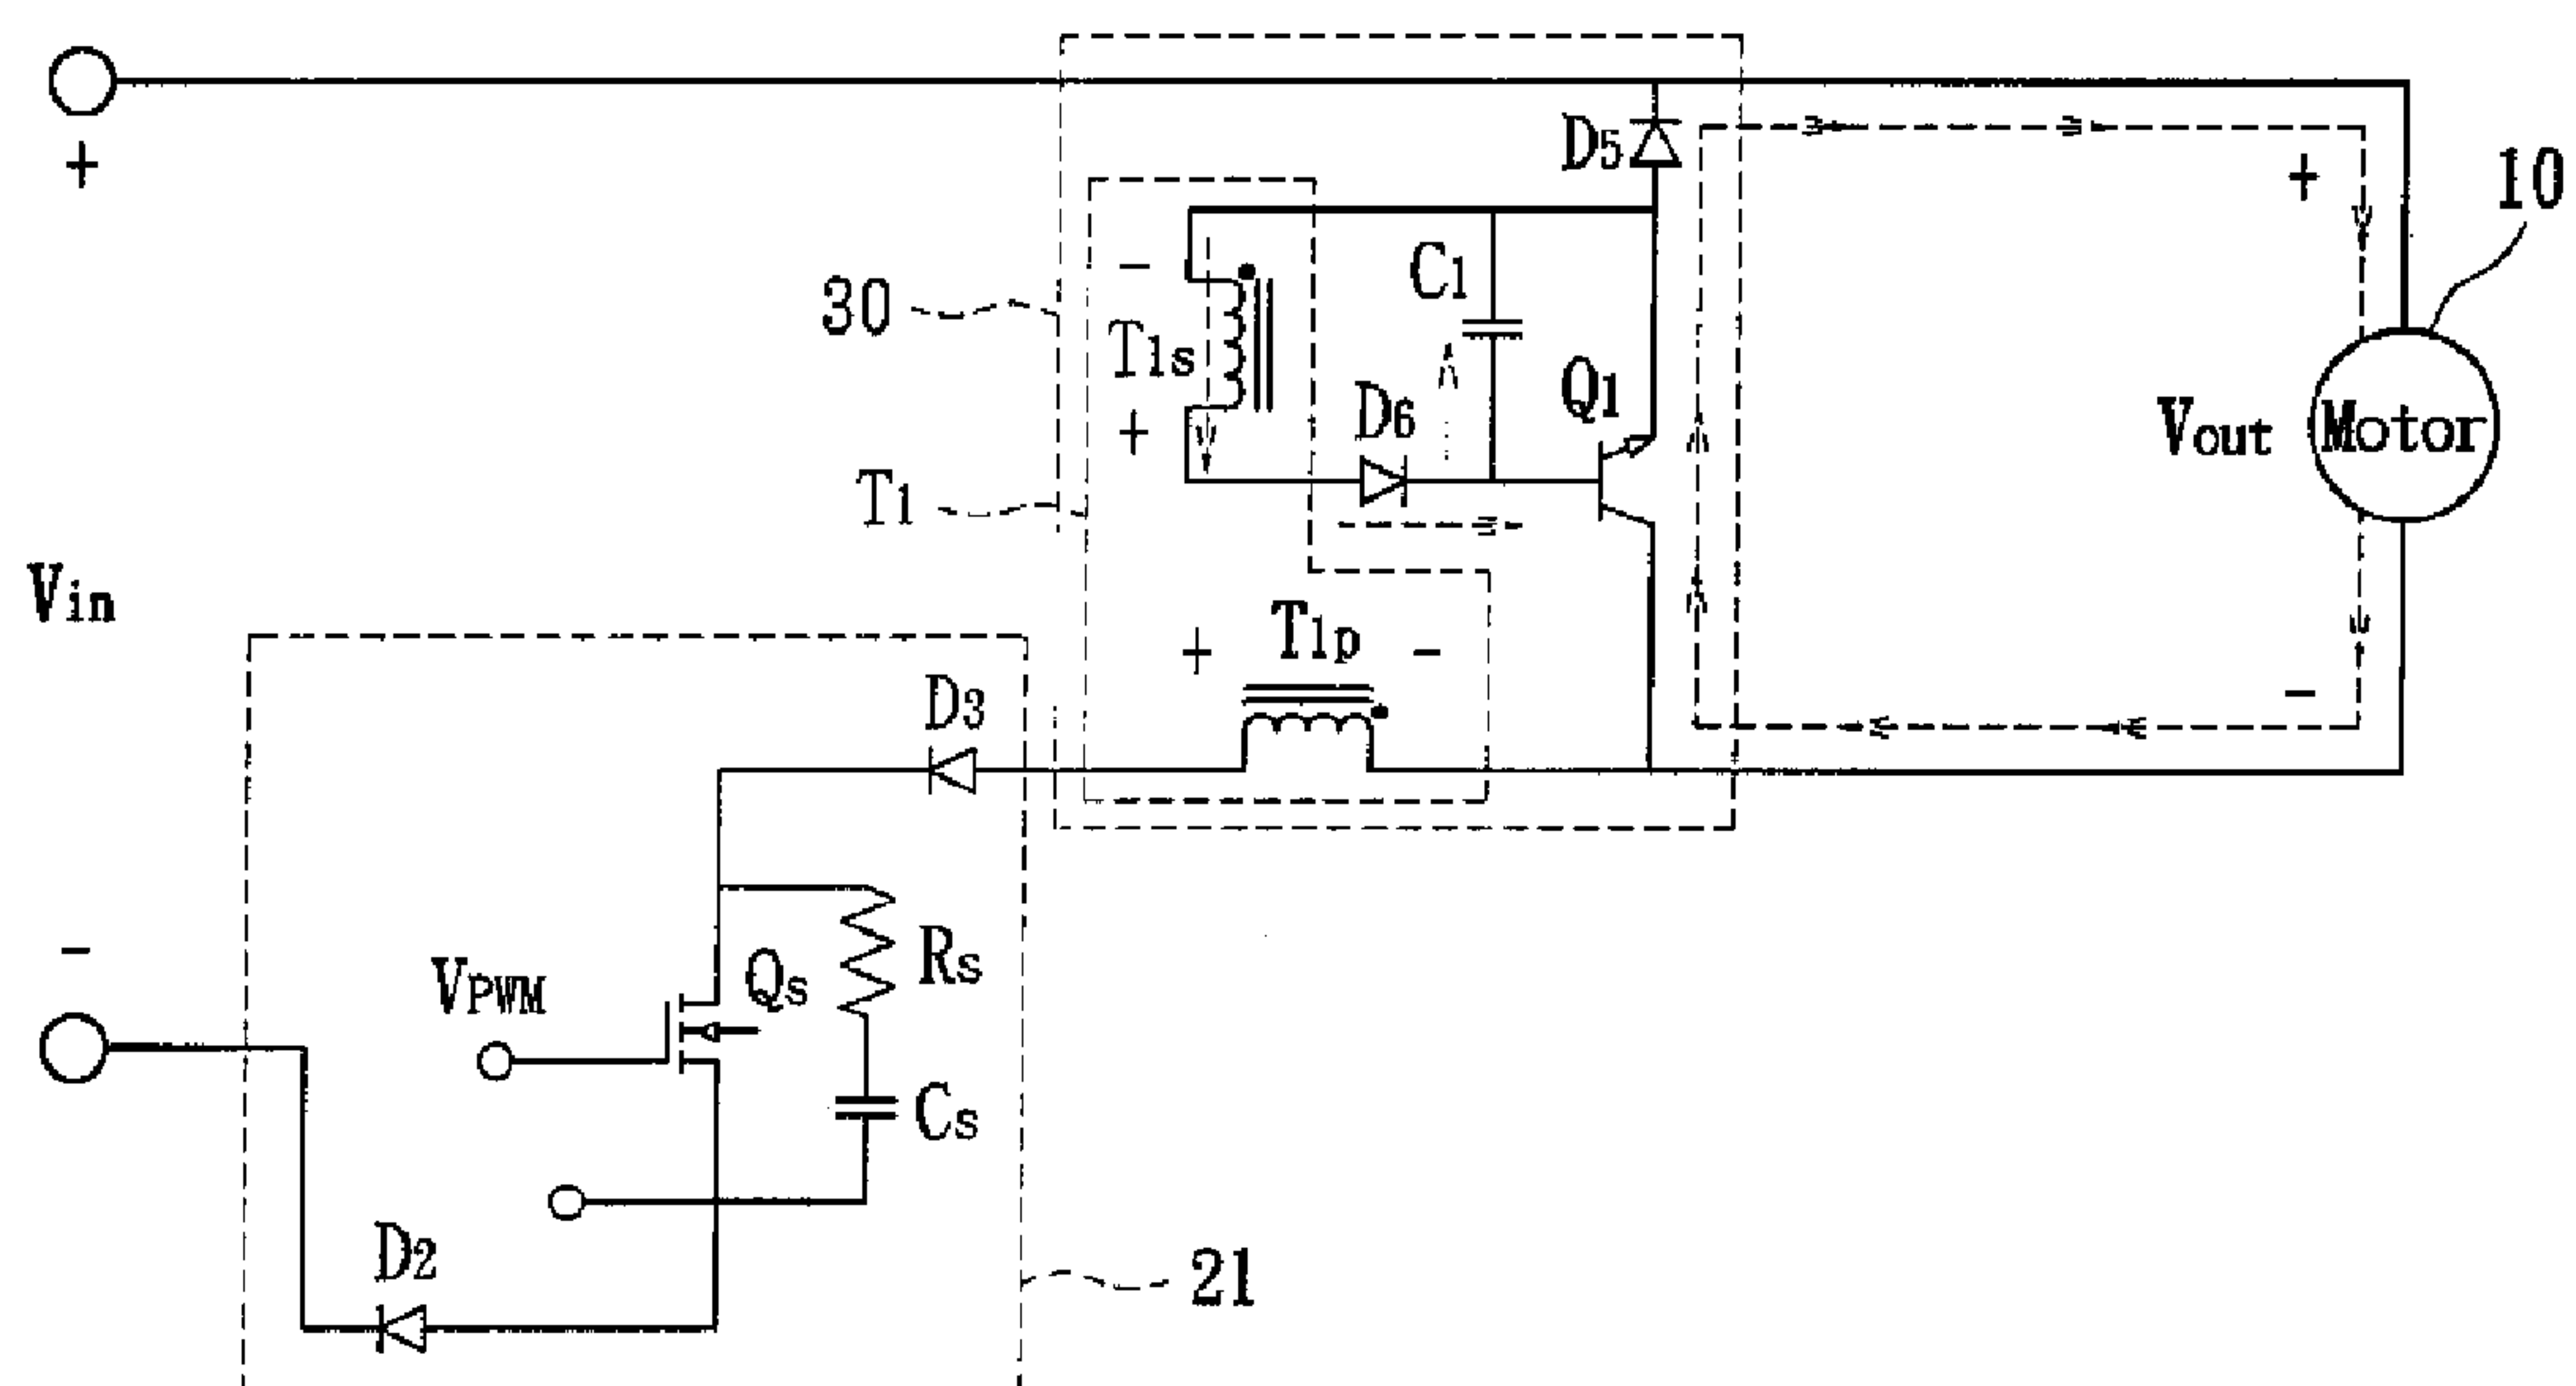 +
D5
+
10
-
C1
30
T1s
D6
Q1
+
Vout
Motor
T1
Vin
+
T1p
-
D3
-
-
VPWM
Qs
Rs
Cs
D2
21